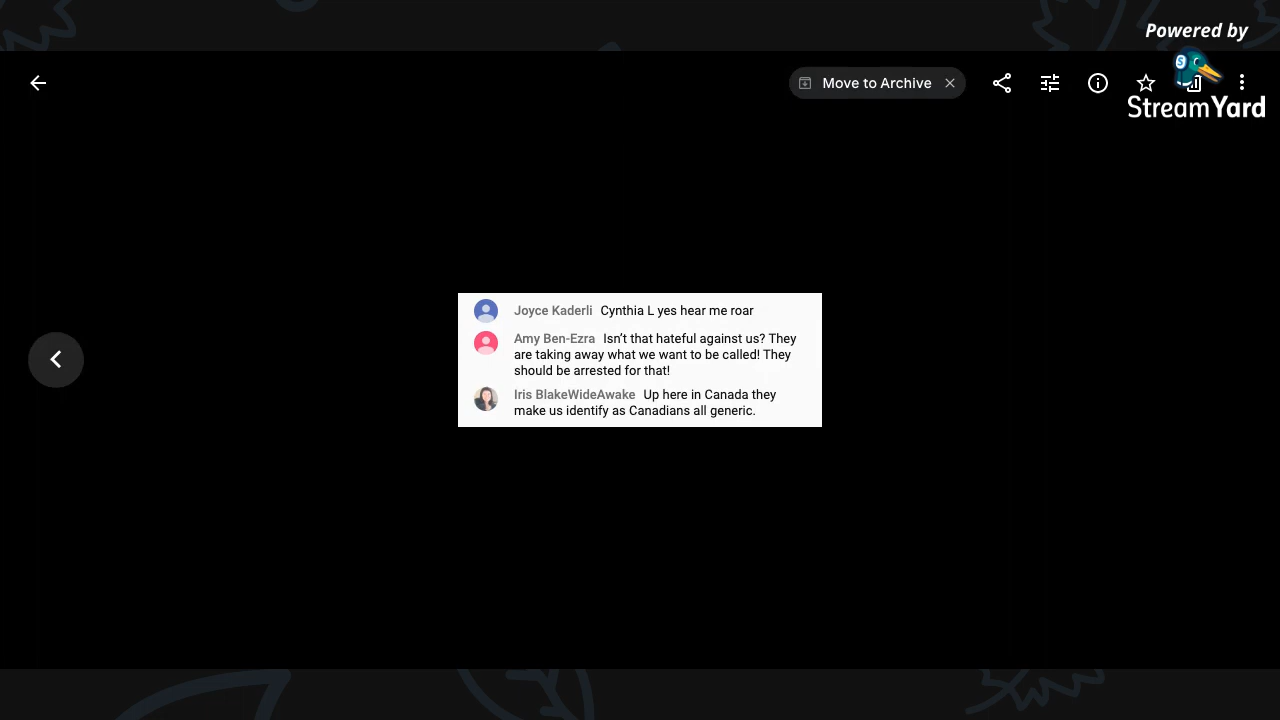 Powered by
Move to Archive
StreamYard
Joyce Kaderli Cynthia L yes hear me roar
Amy Ben-Ezra Isn’t that hateful against us? They
are taking away what we want to be called! They
should be arrested for that!
Iris BlakeWideAwake Up here in Canada they
make us identify as Canadians all generic.